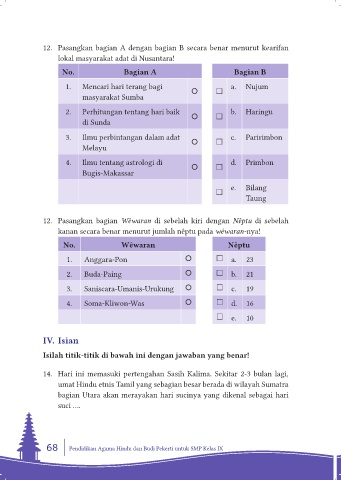 12. Pasangkan bagian A dengan bagian B secara benar menurut kearifan
lokal masyarakat adat di Nusantara!
No. Bagian A Bagian B
1. Mencari hari terang bagi
masyarakat Sumba
a. Nujum
2. Perhitungan tentang hari baik
di Sunda
b. Haringu
3. Ilmu perbintangan dalam adat
Melayu
c. Paririmbon
4. Ilmu tentang astrologi di
Bugis-Makassar
d. Primbon
e. Bilang
Taung
12. Pasangkan bagian Wéwaran di sebelah kiri dengan Néptu di sebelah
kanan secara benar menurut jumlah néptu pada wéwaran-nya!
No. Wéwaran Néptu
1. Anggara-Pon a. 23
2. Buda-Paing b. 21
3. Saniscara-Umanis-Urukung c. 19
4. Soma-Kliwon-Was d. 16
e. 10
IV. Isian
Isilah titik-titik di bawah ini dengan jawaban yang benar!
14. Hari ini memasuki pertengahan Sasih Kalima. Sekitar 2-3 bulan lagi,
umat Hindu etnis Tamil yang sebagian besar berada di wilayah Sumatra
bagian Utara akan merayakan hari sucinya yang dikenal sebagai hari
suci ....
68 Pendidikan Agama Hindu dan Budi Pekerti untuk SMP Kelas IX